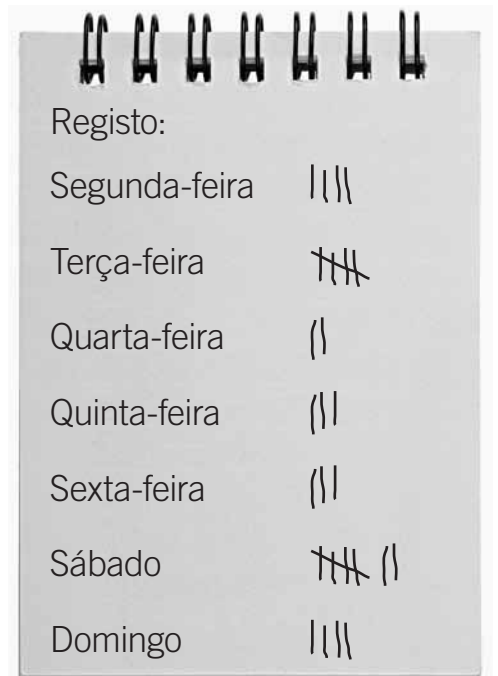 Registo:
Segunda-feira
Terça-feira
Quarta-feira
Quinta-feira
Sexta-feira
Sábado
Domingo